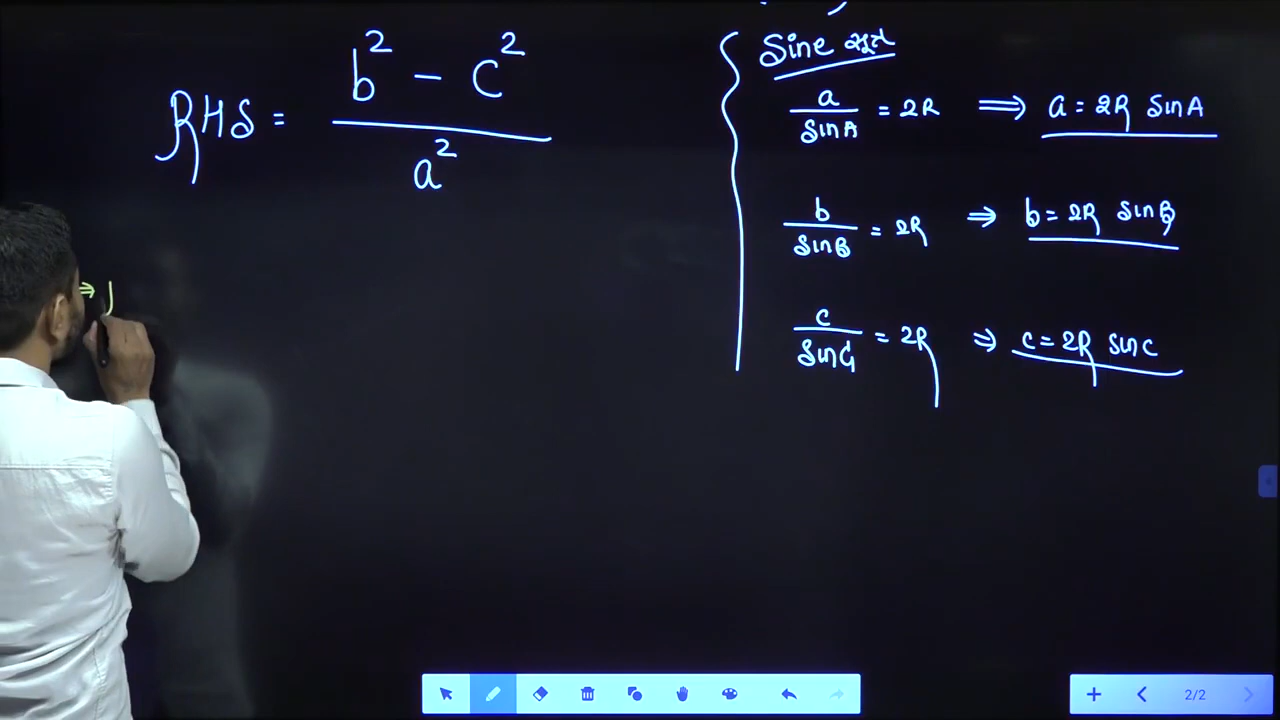 RHS = b² - c² / a²
Sine સૂત્ર
a / sinA = 2R ⟹ a = 2R sinA
b / sinB = 2R ⇒ b = 2R sinB
c / sinC = 2R ⇒ c = 2R sinC
⇒
2/2